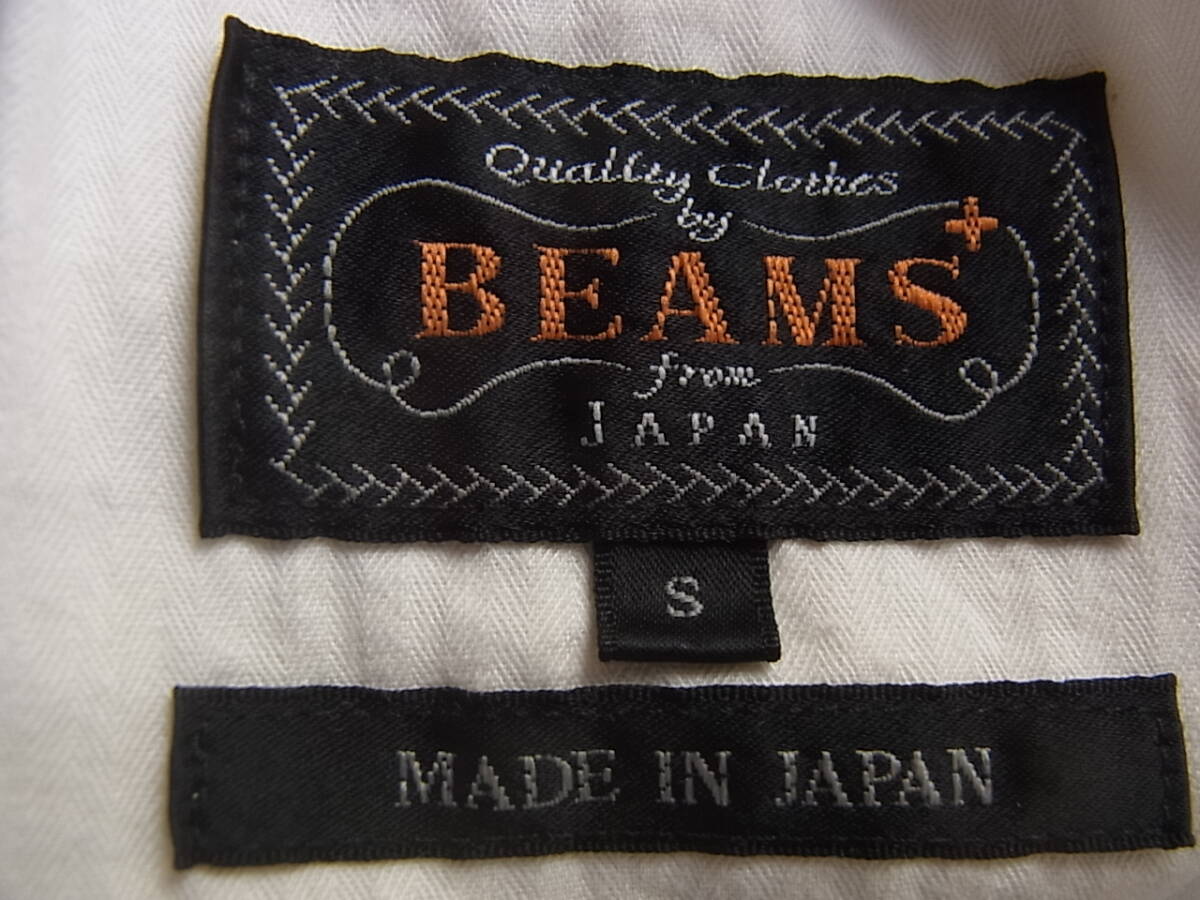 Quality Clothes
by
BEAMS+
from
JAPAN
S
MADE IN JAPAN